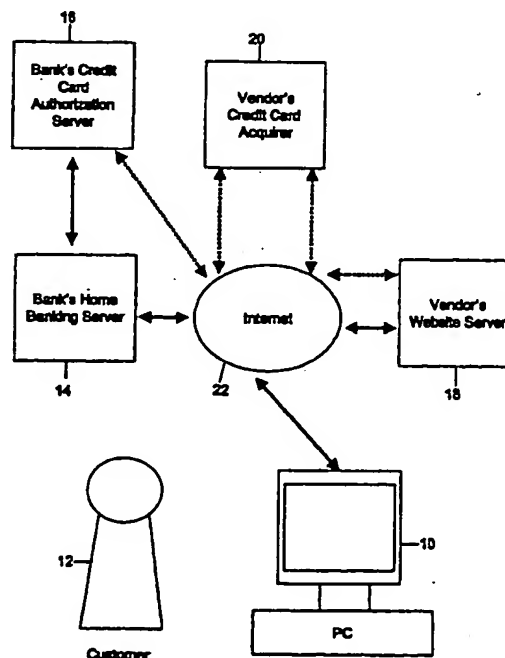 16
Bank's Credit
Card
Authorization
Server
20
Vendor's
Credit Card
Acquirer
Bank's Home
Banking Server
14
Internet
22
Vendor's
Website Server
18
12
Customer
10
PC